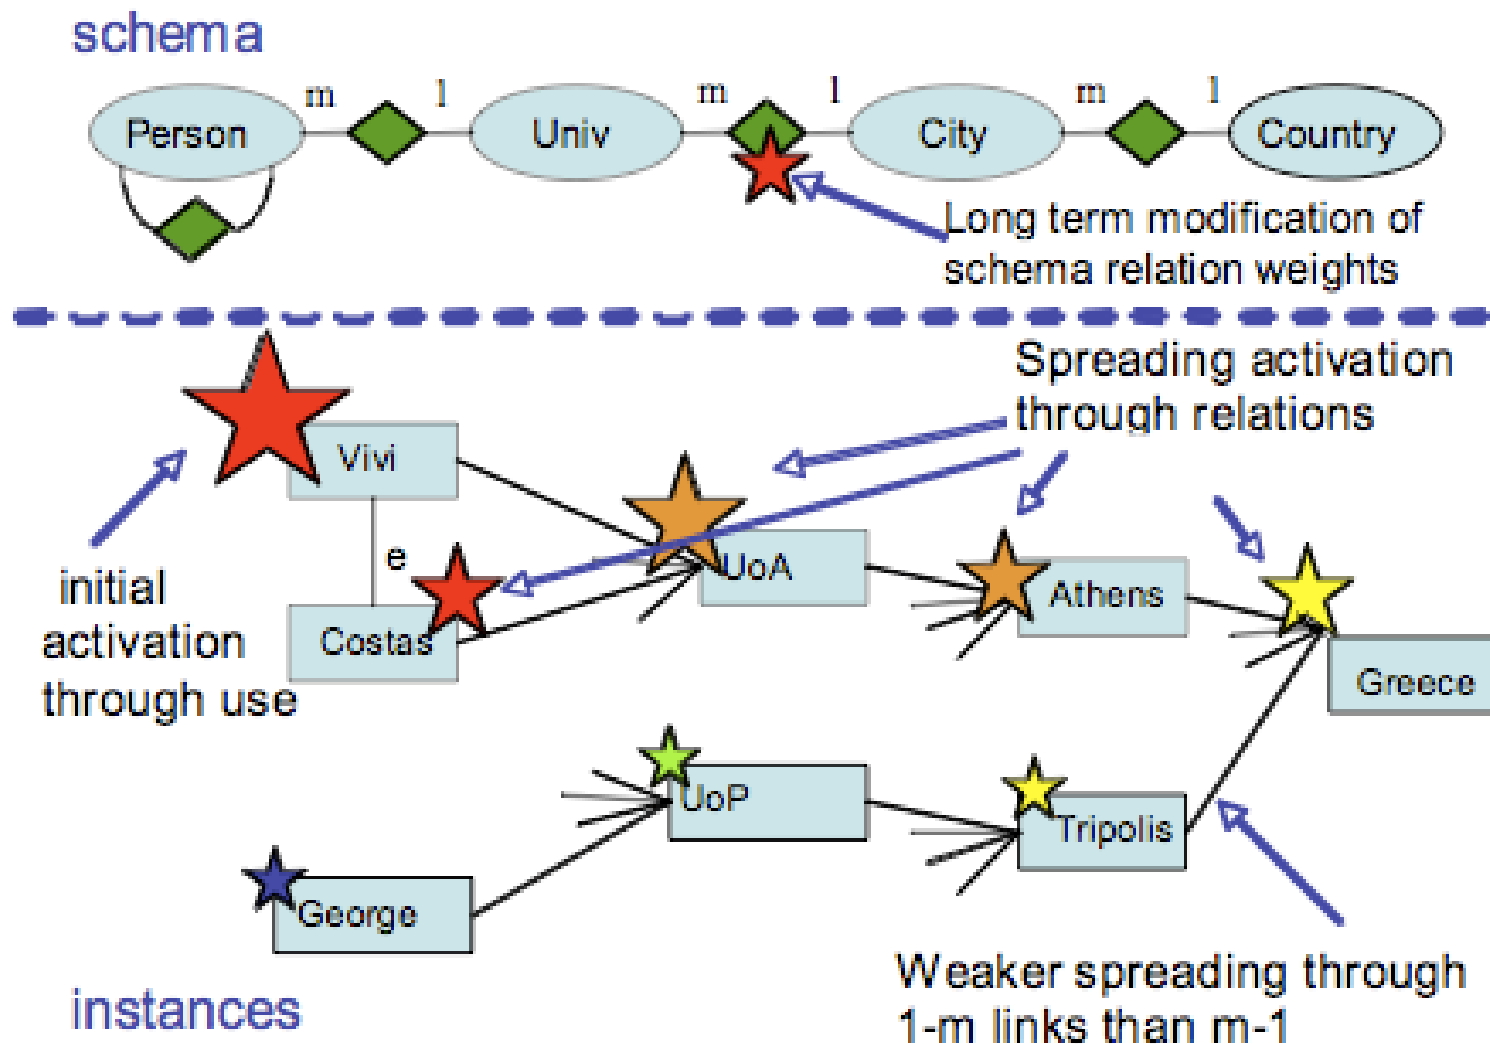 schema
m 1 m 1 m 1
Person Univ City Country
Long term modification of
schema relation weights
Spreading activation
through relations
Vivi
e
UoA
Athens
initial
activation
through use
Costas
Greece
UoP
Tripolis
George
Weaker spreading through
1-m links than m-1
instances